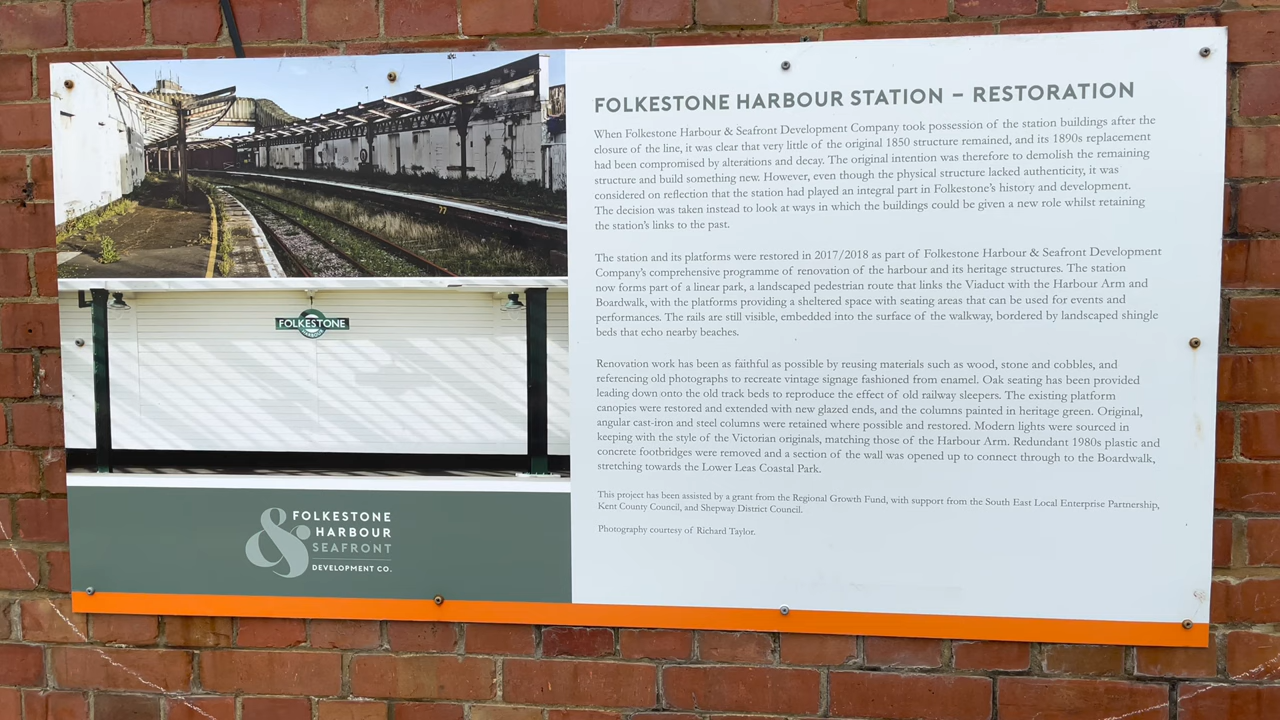 FOLKESTONE HARBOUR STATION – RESTORATION
When Folkestone Harbour & Seafront Development Company took possession of the station buildings after the
closure of the line, it was clear that very little of the original 1850 structure remained, and its 1890s replacement
had been compromised by alterations and decay. The original intention was therefore to demolish the remaining
structure and build something new. However, even though the physical structure lacked authenticity, it was
considered on reflection that the station had played an integral part in Folkestone's history and development.
The decision was taken instead to look at ways in which the buildings could be given a new role whilst retaining
the station's links to the past.
The station and its platforms were restored in 2017/2018 as part of Folkestone Harbour & Seafront Development
Company's comprehensive programme of renovation of the harbour and its heritage structures. The station
now forms part of a linear park, a landscaped pedestrian route that links the Viaduct with the Harbour Arm and
Boardwalk, with the platforms providing a sheltered space with seating areas that can be used for events and
performances. The rails are still visible, embedded into the surface of the walkway, bordered by landscaped shingle
beds that echo nearby beaches.
Renovation work has been as faithful as possible by reusing materials such as wood, stone and cobbles, and
referencing old photographs to recreate vintage signage fashioned from enamel. Oak seating has been provided
leading down onto the old track beds to reproduce the effect of old railway sleepers. The existing platform
canopies were restored and extended with new glazed ends, and the columns painted in heritage green. Original,
angular cast-iron and steel columns were retained where possible and restored. Modern lights were sourced in
keeping with the style of the Victorian originals, matching those of the Harbour Arm. Redundant 1980s plastic and
concrete footbridges were removed and a section of the wall was opened up to connect through to the Boardwalk,
stretching towards the Lower Leas Coastal Park.
This project has been assisted by a grant from the Regional Growth Fund, with support from the South East Local Enterprise Partnership,
Kent County Council, and Shepway District Council.
Photography courtesy of Richard Taylor.
77
FOLKESTONE
HARBOUR
FOLKESTONE
& HARBOUR
SEAFRONT
DEVELOPMENT CO.